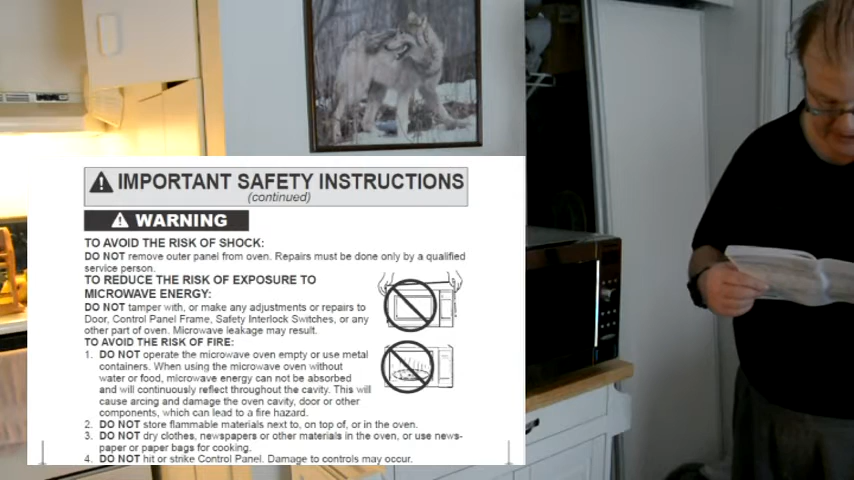 IMPORTANT SAFETY INSTRUCTIONS
(continued)
WARNING
TO AVOID THE RISK OF SHOCK:
DO NOT remove outer panel from oven. Repairs must be done only by a qualified
service person.
TO REDUCE THE RISK OF EXPOSURE TO
MICROWAVE ENERGY:
DO NOT tamper with, or make any adjustments or repairs to
Door, Control Panel Frame, Safety Interlock Switches, or any
other part of oven. Microwave leakage may result.
TO AVOID THE RISK OF FIRE:
1. DO NOT operate the microwave oven empty or use metal
containers. When using the microwave oven without
water or food, microwave energy can not be absorbed
and will continuously reflect throughout the cavity. This will
cause arcing and damage the oven cavity, door or other
components, which can lead to a fire hazard.
2. DO NOT store flammable materials next to, on top of, or in the oven.
3. DO NOT dry clothes, newspapers or other materials in the oven, or use news-
paper or paper bags for cooking.
4. DO NOT hit or strike Control Panel. Damage to controls may occur.